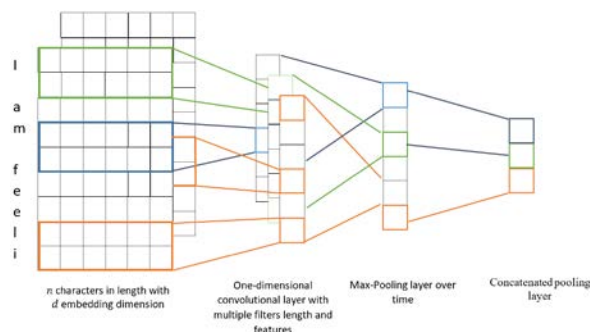 I
a
m
f
e
e
l
i
n characters in length with
d embedding dimension
One-dimensional
convolutional layer with
multiple filters length and
features
Max-Pooling layer over
time
Concatenated pooling
layer